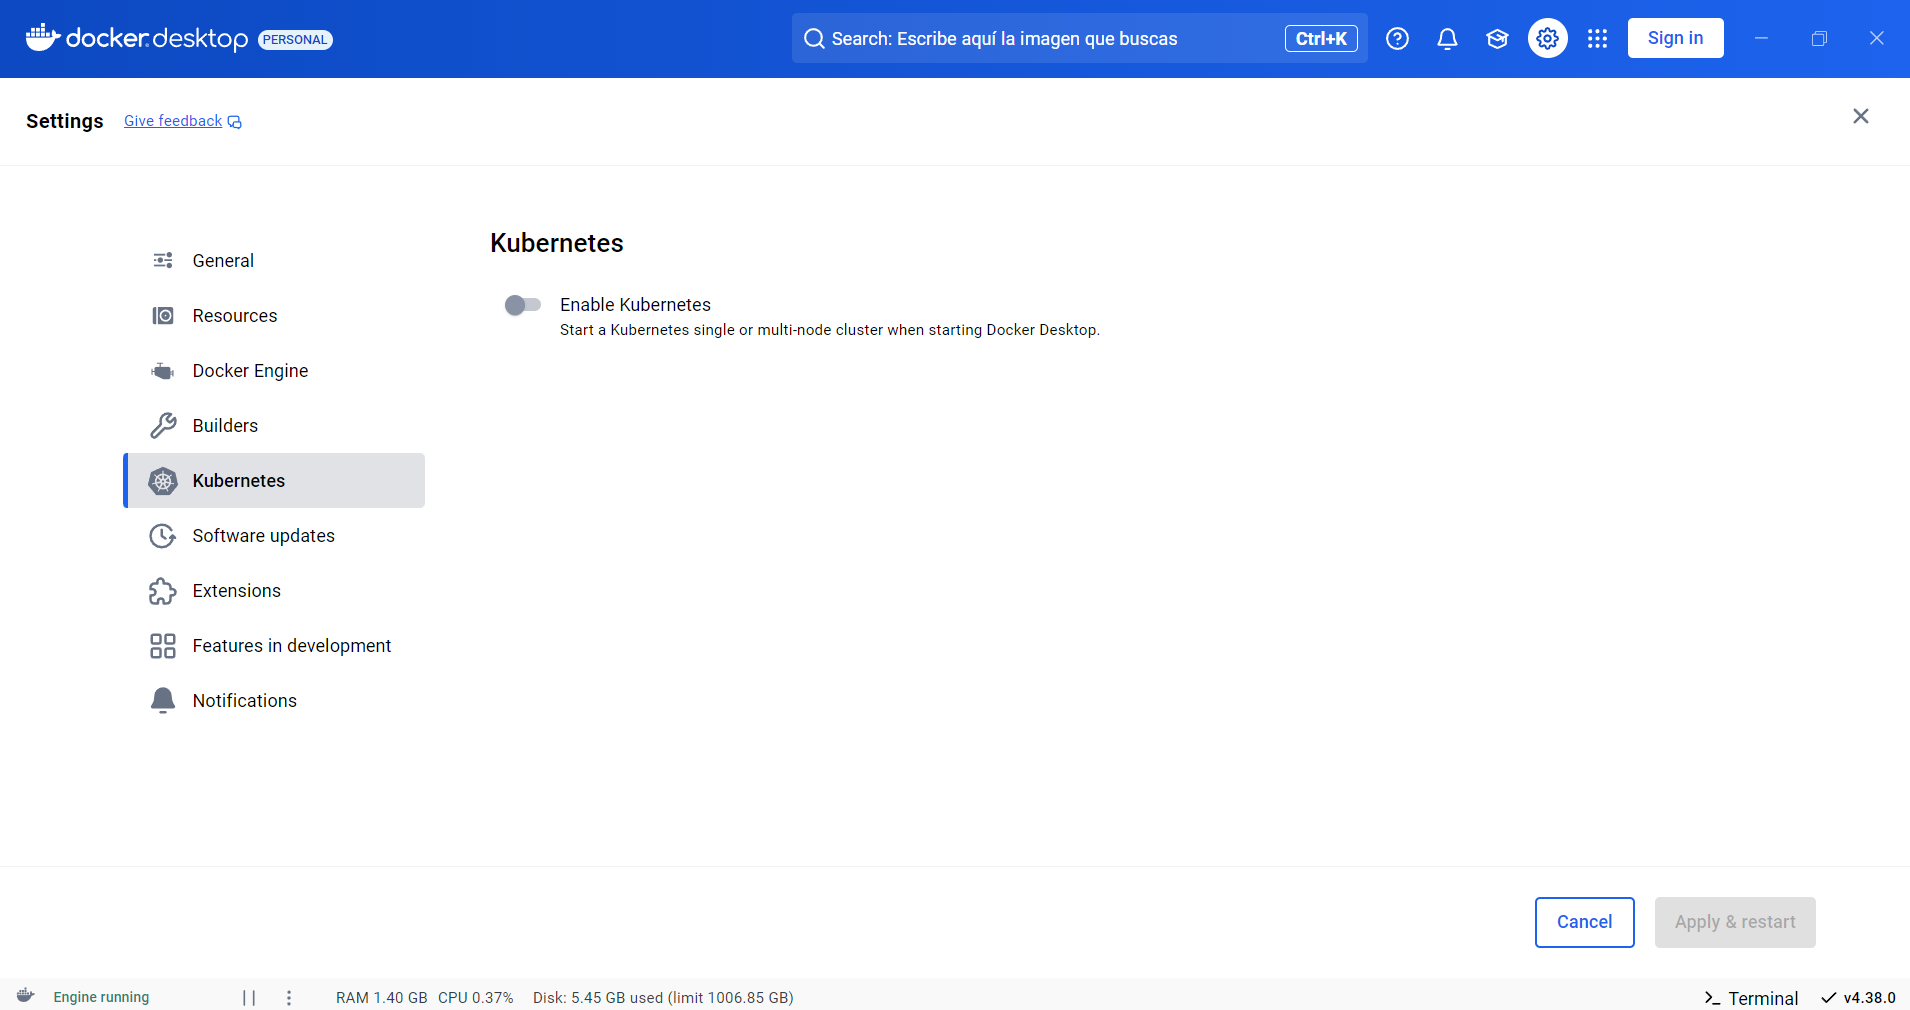 docker.desktop PERSONAL
Search: Escribe aquí la imagen que buscas
Ctrl+K
Sign in
Settings
Give feedback
General
Resources
Docker Engine
Builders
Kubernetes
Software updates
Extensions
Features in development
Notifications
Kubernetes
Enable Kubernetes
Start a Kubernetes single or multi-node cluster when starting Docker Desktop.
Cancel
Apply & restart
Engine running
RAM 1.40 GB CPU 0.37% Disk: 5.45 GB used (limit 1006.85 GB)
Terminal
v4.38.0